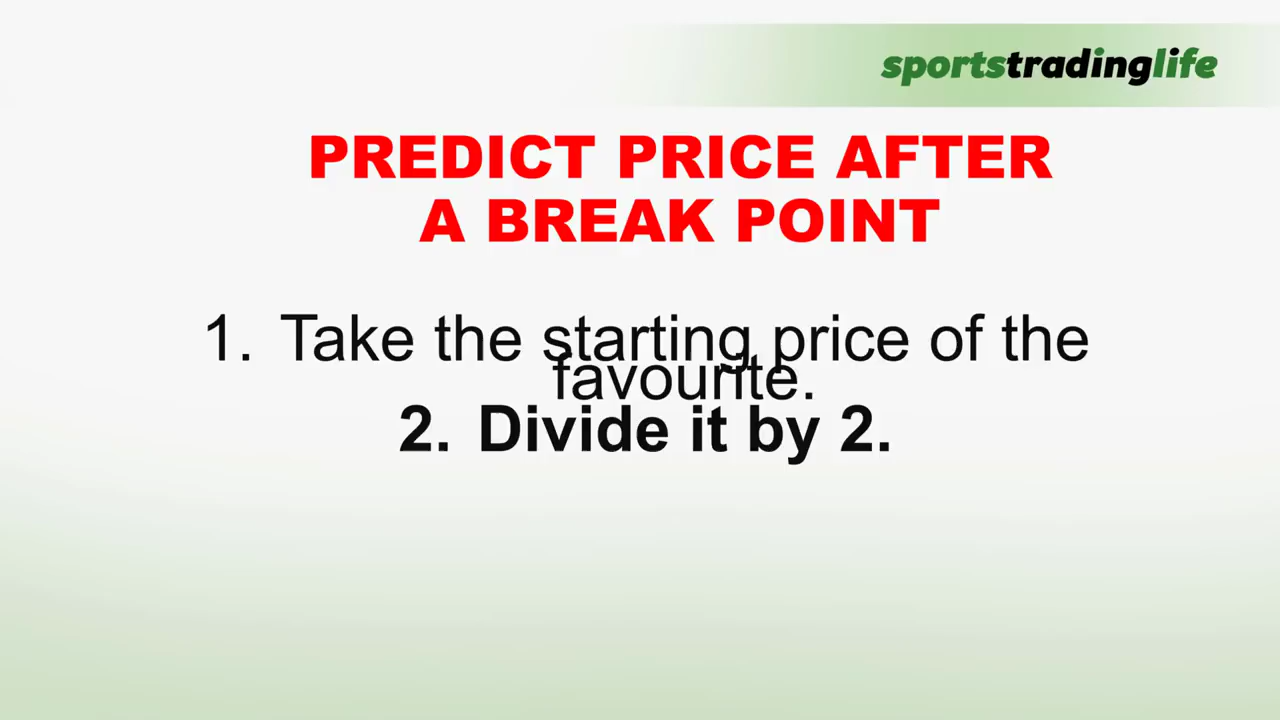 sportstradinglife
PREDICT PRICE AFTER
A BREAK POINT
1. Take the starting price of the
favourite.
2. Divide it by 2.